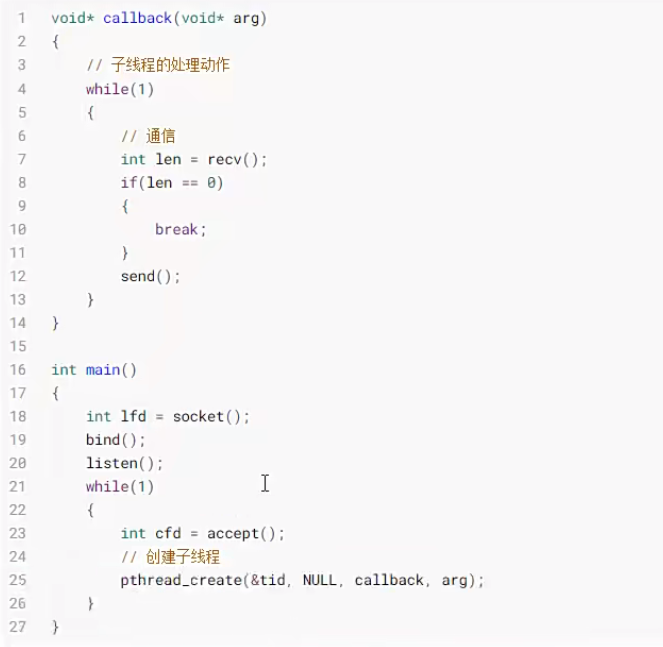 1 void* callback(void* arg)
2 {
3 // 子线程的处理动作
4 while(1)
5 {
6 // 通信
7 int len = recv();
8 if(len == 0)
9 {
10 break;
11 }
12 send();
13 }
14 }
15
16 int main()
17 {
18 int lfd = socket();
19 bind();
20 listen();
21 while(1)
22 {
23 int cfd = accept();
24 // 创建子线程
25 pthread_create(&tid, NULL, callback, arg);
26 }
27 }